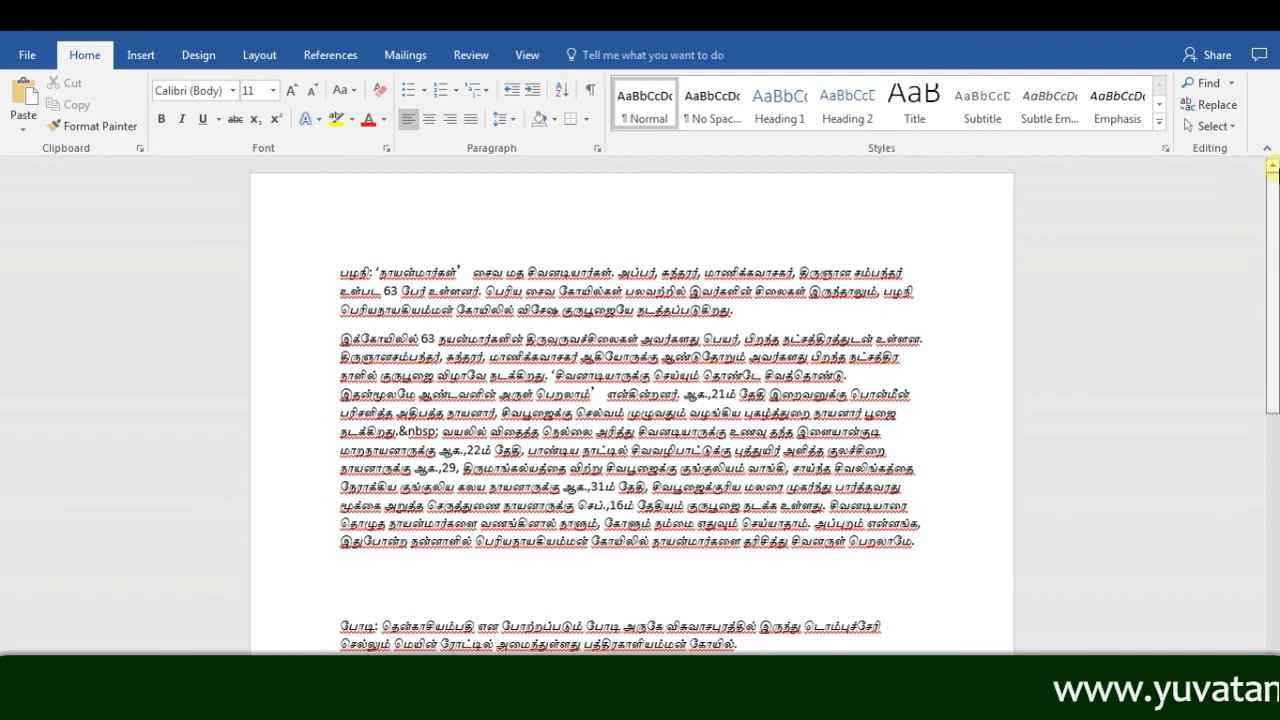 File Home Insert Design Layout References Mailings Review View Tell me what you want to do Share
Cut
Copy
Format Painter
Paste
Calibri (Body) 11
AaBbCcDc AaBbCcDc AaBbCc AaBbCcC AaB AaBbCcD AaBbCcDc AaBbCcDc
¶ Normal ¶ No Spac... Heading 1 Heading 2 Title Subtitle Subtle Em... Emphasis
Find
Replace
Select
Clipboard Font Paragraph Styles Editing
பழநி: ‘நாயன்மார்கள்’ சைவ மத சிவனடியார்கள். அப்பர், சுந்தரர், மாணிக்கவாசகர், திருஞான சம்பந்தர்
உள்பட 63 பேர் உள்ளனர். பெரிய சைவ கோயில்கள் பலவற்றில் இவர்களின் சிலைகள் இருந்தாலும், பழநி
பெரியநாயகியம்மன் கோயிலில் விசேஷ குருபூஜையே நடத்தப்படுகிறது.
இக்கோயிலில் 63 நயன்மார்களின் திருவுருவச்சிலைகள் அவர்களது பெயர், பிறந்த நட்சத்திரத்துடன் உள்ளன.
திருஞானசம்பந்தர், சுந்தரர், மாணிக்கவாசகர் ஆகியோருக்கு ஆண்டுதோறும் அவர்களது பிறந்த நட்சத்திர
நாளில் குருபூஜை விழாவே நடக்கிறது. ‘சிவனாடியாருக்கு செய்யும் தொண்டே சிவத்தொண்டு.
இதன்மூலமே ஆண்டவனின் அருள் பெறலாம்’ என்கின்றனர். ஆக.,21ம் தேதி இறைவனுக்கு பொன்மீன்
பரிசளித்த அதிபத்த நாயனார், சிவபூஜைக்கு செல்வம் முழுவதும் வழங்கிய புகழ்த்துறை நாயனார் பூஜை
நடக்கிறது.&nbsp; வயலில் விதைத்த நெல்லை அரித்து சிவனடியாருக்கு உணவு தந்த இளையான்குடி
மாறநாயனாருக்கு ஆக.,22ம் தேதி, பாண்டிய நாட்டில் சிவவழிபாட்டுக்கு புத்துயிர் அளித்த குலச்சிறை
நாயனாருக்கு ஆக.,29, திருமாங்கல்யத்தை விற்று சிவபூஜைக்கு குங்குலியம் வாங்கி, சாய்ந்த சிவலிங்கத்தை
நேராக்கிய குங்குலிய கலய நாயனாருக்கு ஆக.,31ம் தேதி, சிவபூஜைக்குரிய மலரை முகர்ந்து பார்த்தவரது
மூக்கை அறுத்த செருத்துணை நாயனாருக்கு செப்.,16ம் தேதியும் குருபூஜை நடக்க உள்ளது. சிவனடியாரை
தொழுத நாயன்மார்களை வணங்கினால் நாளும், கோளும் நம்மை எதுவும் செய்யாதாம். அப்புறம் என்னங்க,
இதுபோன்ற நன்னாளில் பெரியநாயகியம்மன் கோயிலில் நாயன்மார்களை தரிசித்து சிவனருள் பெறலாமே.
போடி: தென்காசியம்பதி என போற்றப்படும் போடி அருகே விசுவாசபுரத்தில் இருந்து டொம்புச்சேரி
செல்லும் மெயின் ரோட்டில் அமைந்துள்ளது பத்திரகாளியம்மன் கோயில்.
www.yuvatan